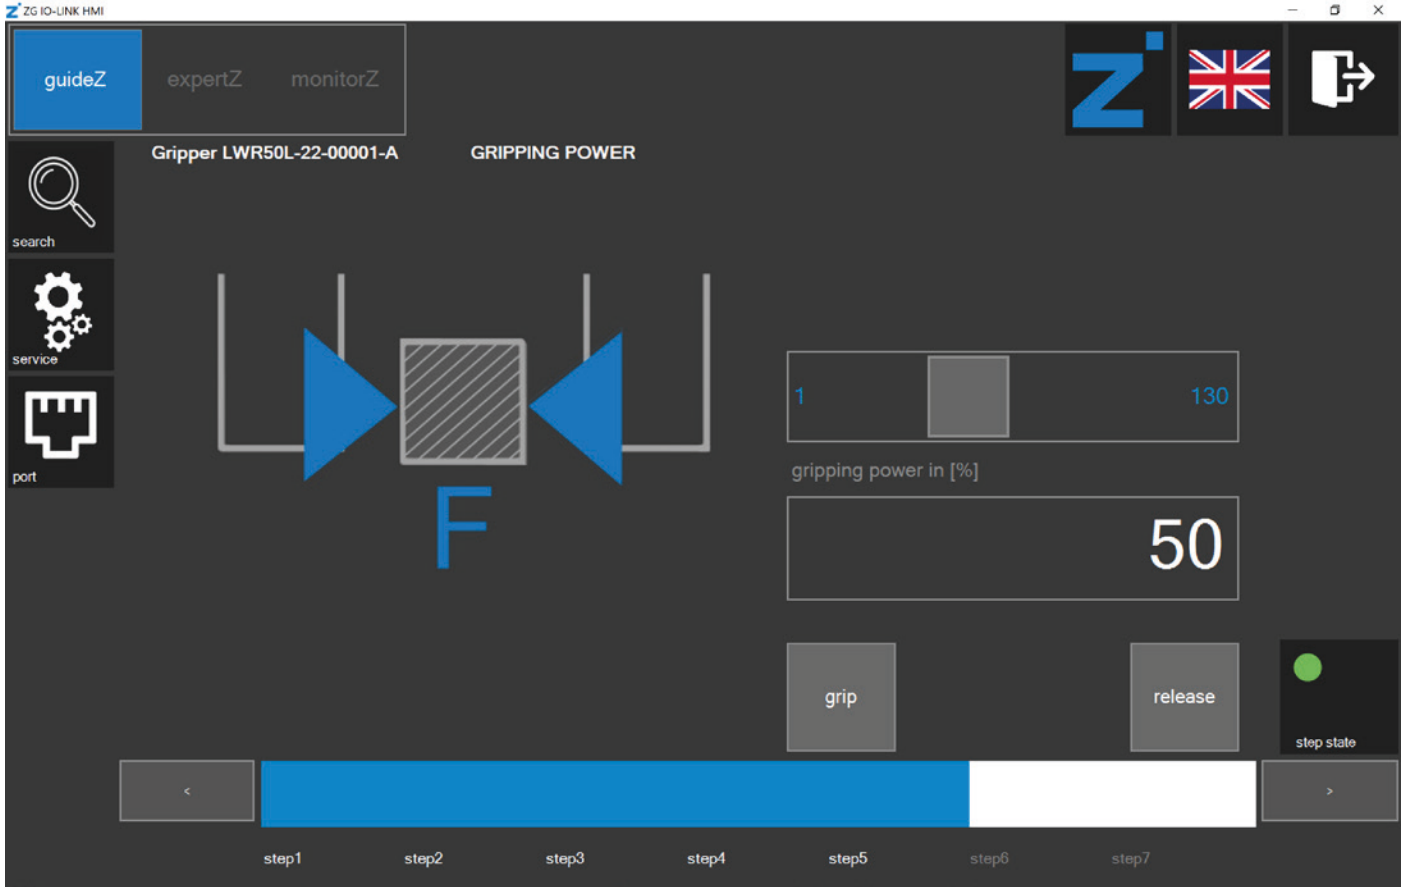 ZG IO-LINK HMI
guideZ
expertZ
monitorZ
Gripper LWR50L-22-00001-A
GRIPPING POWER
search
service
port
F
1
130
gripping power in [%]
50
grip
release
step state
<
>
step1
step2
step3
step4
step5
step6
step7